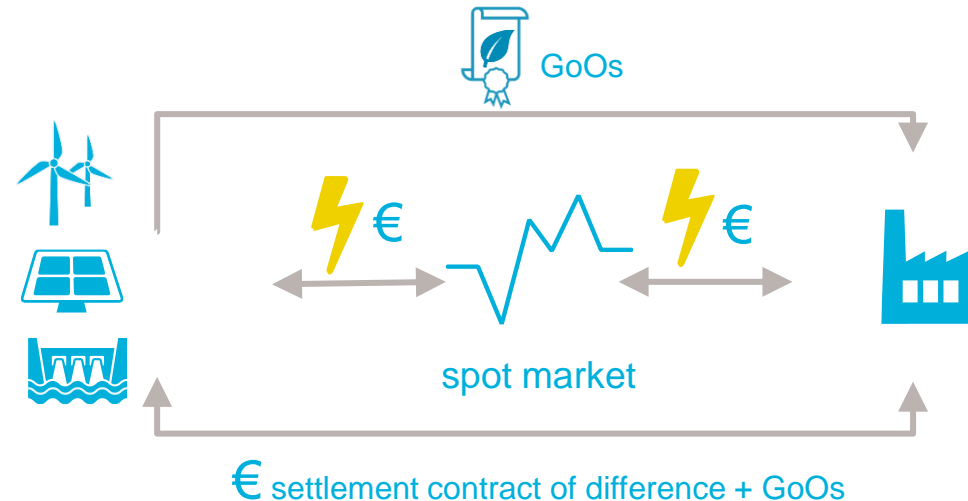 GoOs
€
€
spot market
€ settlement contract of difference + GoOs